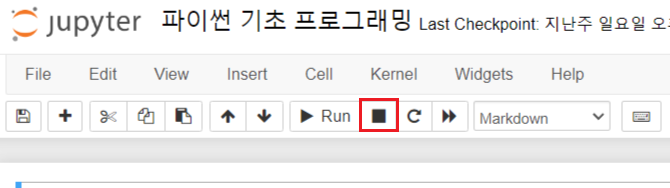 jupyter 파이썬 기초 프로그래밍 Last Checkpoint: 지난주 일요일
File Edit View Insert Cell Kernel Widgets Help
Run Markdown